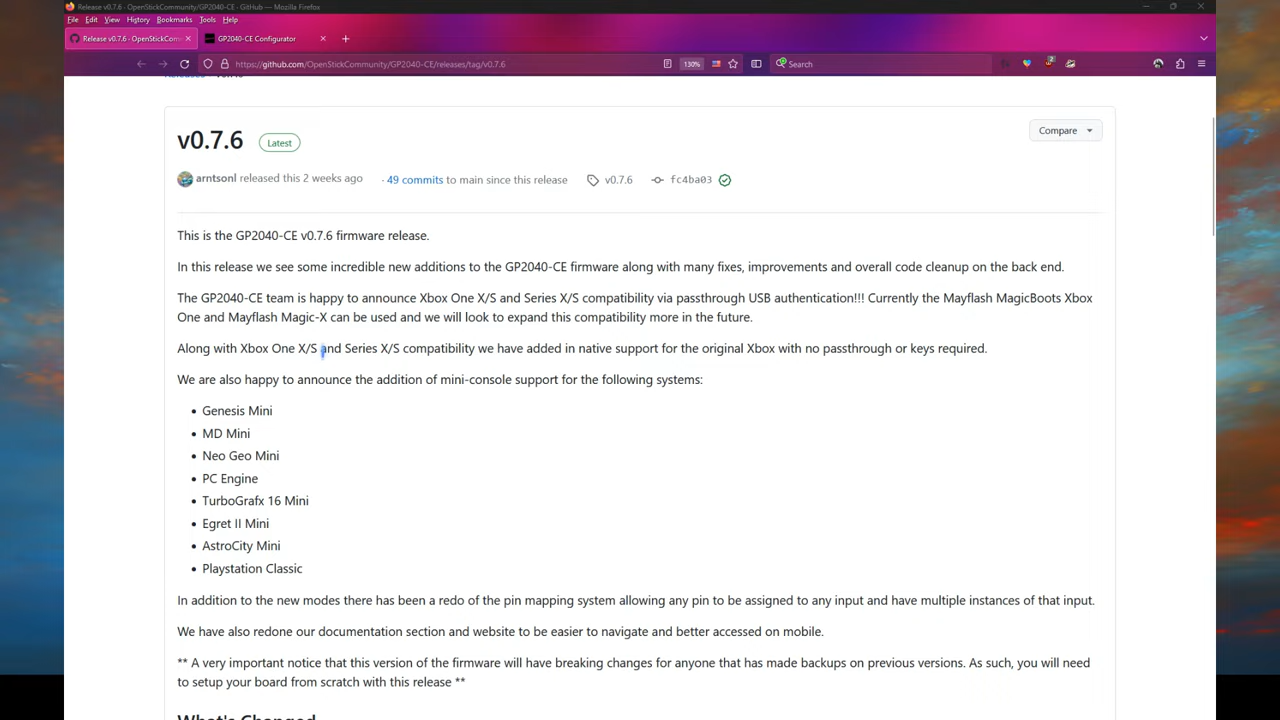 Release v0.7.6 · OpenStickCommunity/GP2040-CE · GitHub — Mozilla Firefox
File Edit View History Bookmarks Tools Help
Release v0.7.6 · OpenStickCom
GP2040-CE Configurator
https://github.com/OpenStickCommunity/GP2040-CE/releases/tag/v0.7.6
130%
Search
2
v0.7.6 Latest
Compare
arntsonl released this 2 weeks ago · 49 commits to main since this release v0.7.6 fc4ba03
This is the GP2040-CE v0.7.6 firmware release.
In this release we see some incredible new additions to the GP2040-CE firmware along with many fixes, improvements and overall code cleanup on the back end.
The GP2040-CE team is happy to announce Xbox One X/S and Series X/S compatibility via passthrough USB authentication!!! Currently the Mayflash MagicBoots Xbox
One and Mayflash Magic-X can be used and we will look to expand this compatibility more in the future.
Along with Xbox One X/S and Series X/S compatibility we have added in native support for the original Xbox with no passthrough or keys required.
We are also happy to announce the addition of mini-console support for the following systems:
• Genesis Mini
• MD Mini
• Neo Geo Mini
• PC Engine
• TurboGrafx 16 Mini
• Egret II Mini
• AstroCity Mini
• Playstation Classic
In addition to the new modes there has been a redo of the pin mapping system allowing any pin to be assigned to any input and have multiple instances of that input.
We have also redone our documentation section and website to be easier to navigate and better accessed on mobile.
** A very important notice that this version of the firmware will have breaking changes for anyone that has made backups on previous versions. As such, you will need
to setup your board from scratch with this release **
What's Changed